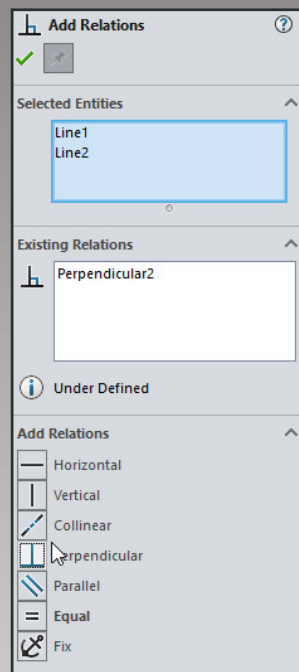 Add Relations
Selected Entities
Line1
Line2
Existing Relations
Perpendicular2
Under Defined
Add Relations
Horizontal
Vertical
Collinear
Perpendicular
Parallel
Equal
Fix